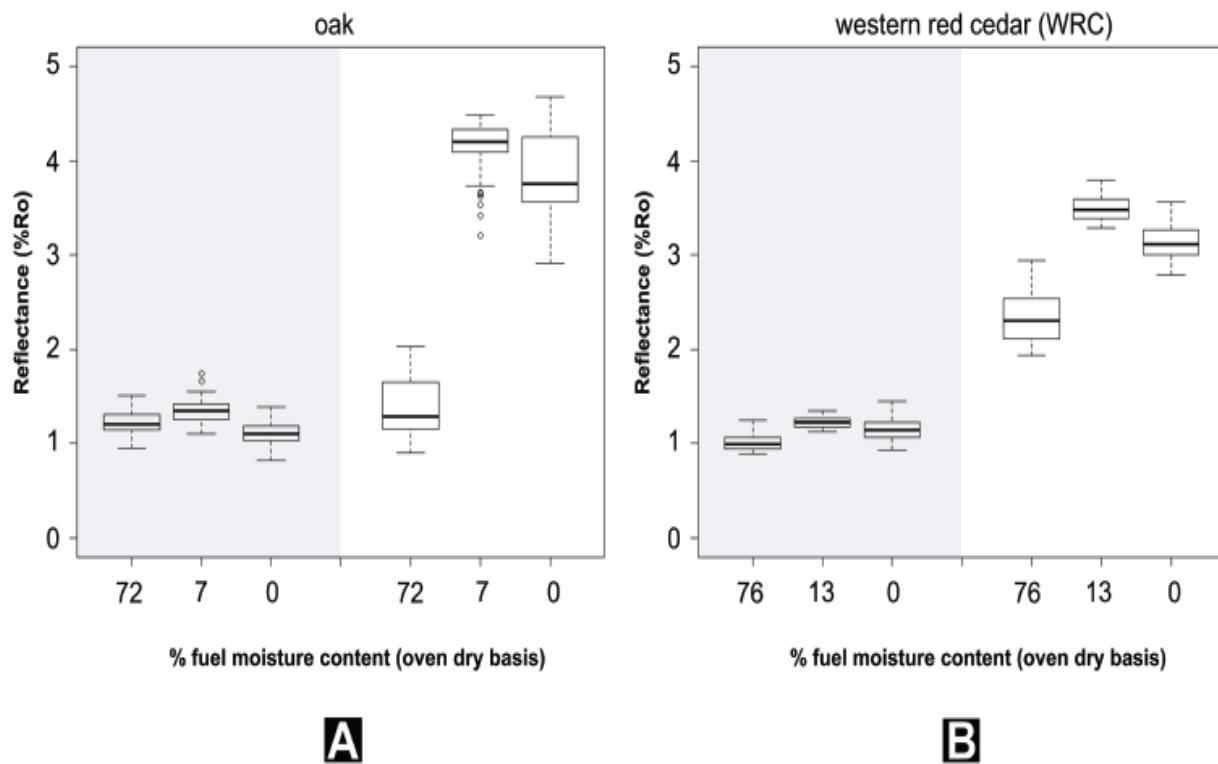 oak
5
4
3
2
1
0
Reflectance (%Ro)
72 7 0 72 7 0
% fuel moisture content (oven dry basis)
A
western red cedar (WRC)
5
4
3
2
1
0
Reflectance (%Ro)
76 13 0 76 13 0
% fuel moisture content (oven dry basis)
B